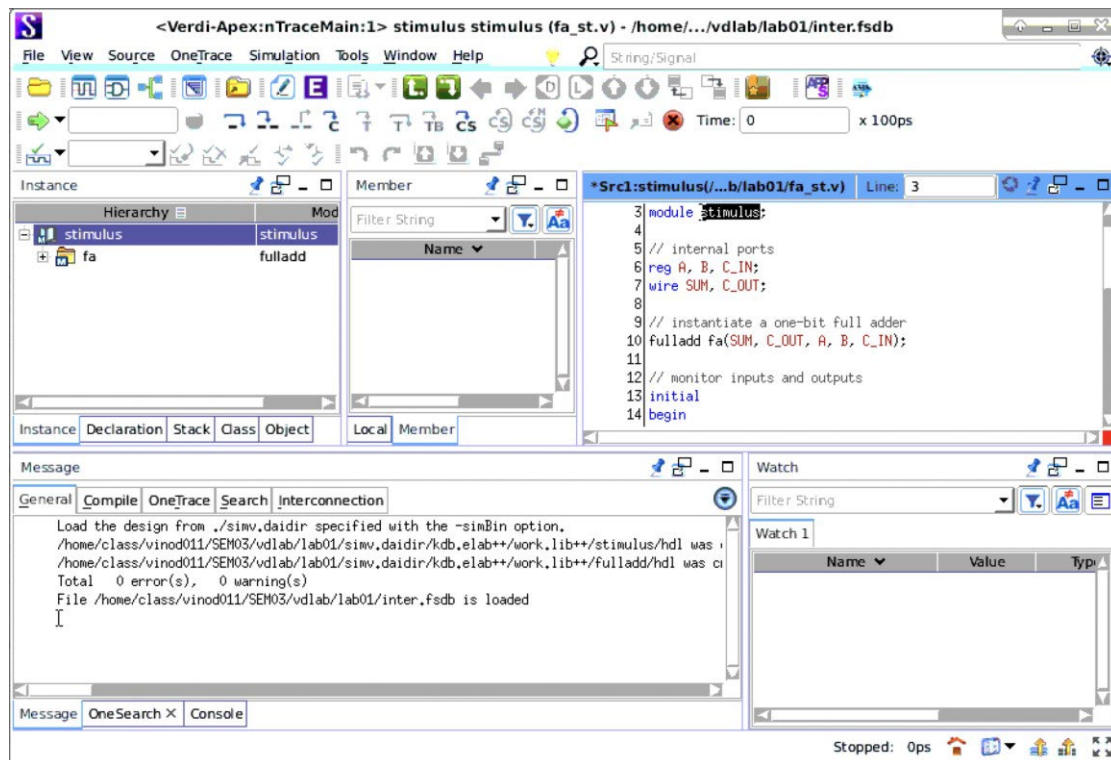 <Verdi-Apex:nTraceMain:1> stimulus stimulus (fa_st.v) - /home/.../vdlab/lab01/inter.fsdb
File View Source OneTrace Simulation Tools Window Help
String/Signal
Time: 0 x 100ps
Instance
Hierarchy Mod
stimulus stimulus
fa fulladd
Instance Declaration Stack Class Object
Member
Filter String
Name
Local Member
*Src1:stimulus(/...b/lab01/fa_st.v) Line: 3
3 module stimulus;
4
5 // internal ports
6 reg A, B, C_IN;
7 wire SUM, C_OUT;
8
9 // instantiate a one-bit full adder
10 fulladd fa(SUM, C_OUT, A, B, C_IN);
11
12 // monitor inputs and outputs
13 initial
14 begin
Message
General Compile OneTrace Search Interconnection
Load the design from ./simv.daidir specified with the -simBin option.
/home/class/vinod011/SEM03/vdlab/lab01/simv.daidir/kdb.elab++/work.lib++/stimulus/hdl was
/home/class/vinod011/SEM03/vdlab/lab01/simv.daidir/kdb.elab++/work.lib++/fulladd/hdl was
Total 0 error(s), 0 warning(s)
File /home/class/vinod011/SEM03/vdlab/lab01/inter.fsdb is loaded
Message OneSearch X Console
Watch
Filter String
Watch 1
Name Value Typ
Stopped: 0ps